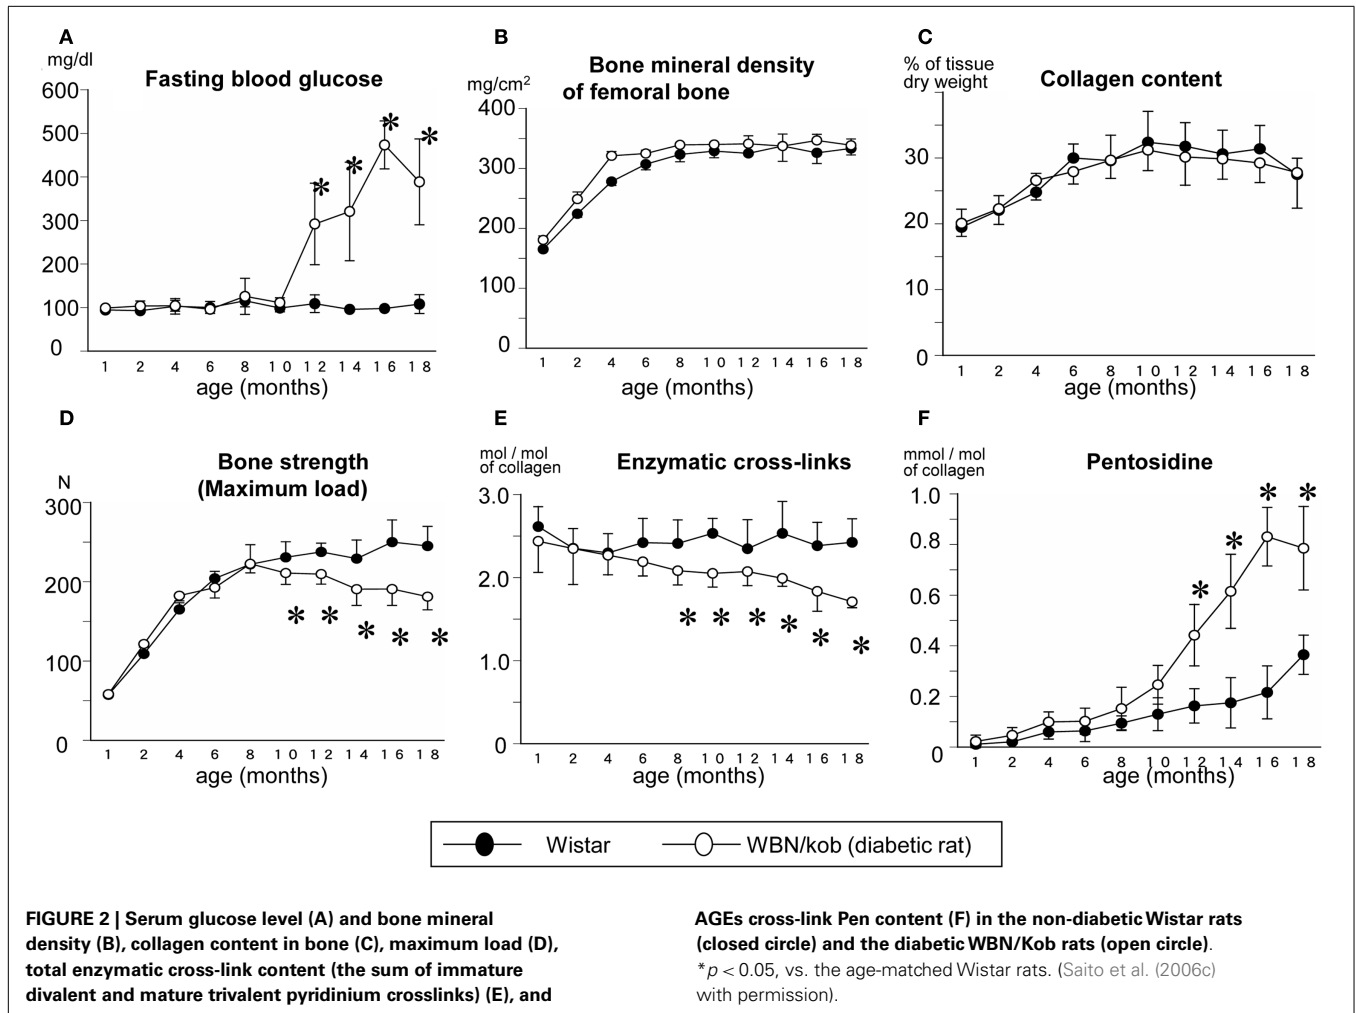 A
mg/dl
Fasting blood glucose
600
500
400
300
200
100
0
* * * * *
1 2 4 6 8 10 12 14 16 18
age (months)
B
mg/cm2
Bone mineral density
of femoral bone
400
300
200
100
0
1 2 4 6 8 10 12 14 16 18
age (months)
C
% of tissue
dry weight
Collagen content
30
20
10
0
1 2 4 6 8 10 12 14 16 18
age (months)
D
N
Bone strength
(Maximum load)
300
200
100
0
* * * * *
1 2 4 6 8 10 12 14 16 18
age (months)
E
mol / mol
of collagen
Enzymatic cross-links
3.0
2.0
1.0
0
* * * * * *
1 2 4 6 8 10 12 14 16 18
age (months)
F
mmol / mol
of collagen
Pentosidine
1.0
0.8
0.6
0.4
0.2
0
* * * *
1 2 4 6 8 10 12 14 16 18
age (months)
Wistar
WBN/kob (diabetic rat)
FIGURE 2 | Serum glucose level (A) and bone mineral
density (B), collagen content in bone (C), maximum load (D),
total enzymatic cross-link content (the sum of immature
divalent and mature trivalent pyridinium crosslinks) (E), and
AGEs cross-link Pen content (F) in the non-diabetic Wistar rats
(closed circle) and the diabetic WBN/Kob rats (open circle).
*p < 0.05, vs. the age-matched Wistar rats. (Saito et al. (2006c)
with permission).